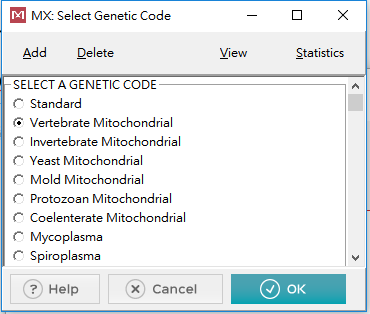 MX: Select Genetic Code
Add Delete View Statistics
SELECT A GENETIC CODE
Standard
Vertebrate Mitochondrial
Invertebrate Mitochondrial
Yeast Mitochondrial
Mold Mitochondrial
Protozoan Mitochondrial
Coelenterate Mitochondrial
Mycoplasma
Spiroplasma
? Help Cancel OK